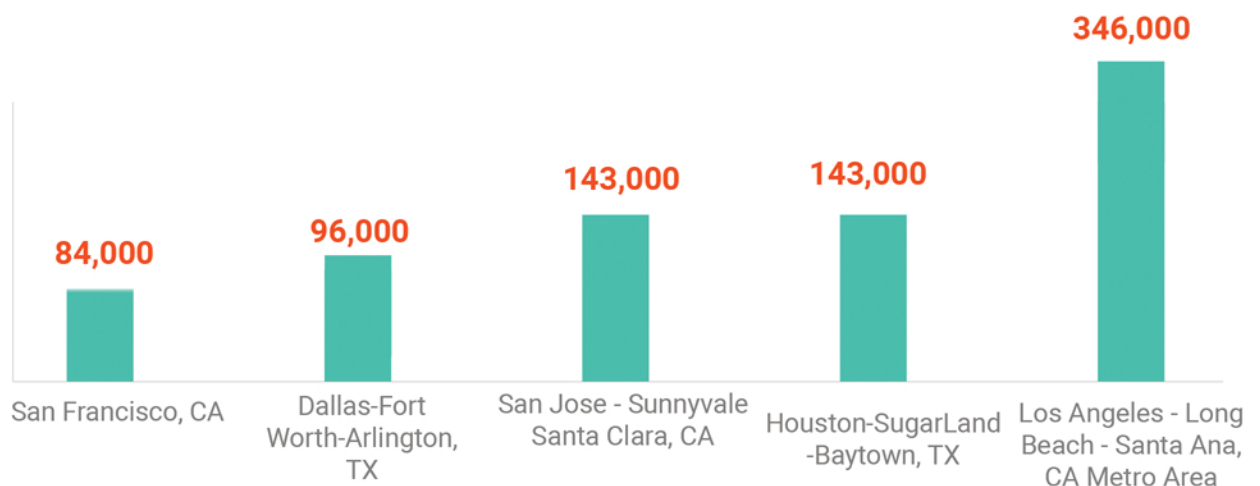 346,000
143,000
143,000
96,000
84,000
San Francisco, CA
Dallas-Fort
Worth-Arlington,
TX
San Jose - Sunnyvale
Santa Clara, CA
Houston-SugarLand
-Baytown, TX
Los Angeles - Long
Beach - Santa Ana,
CA Metro Area